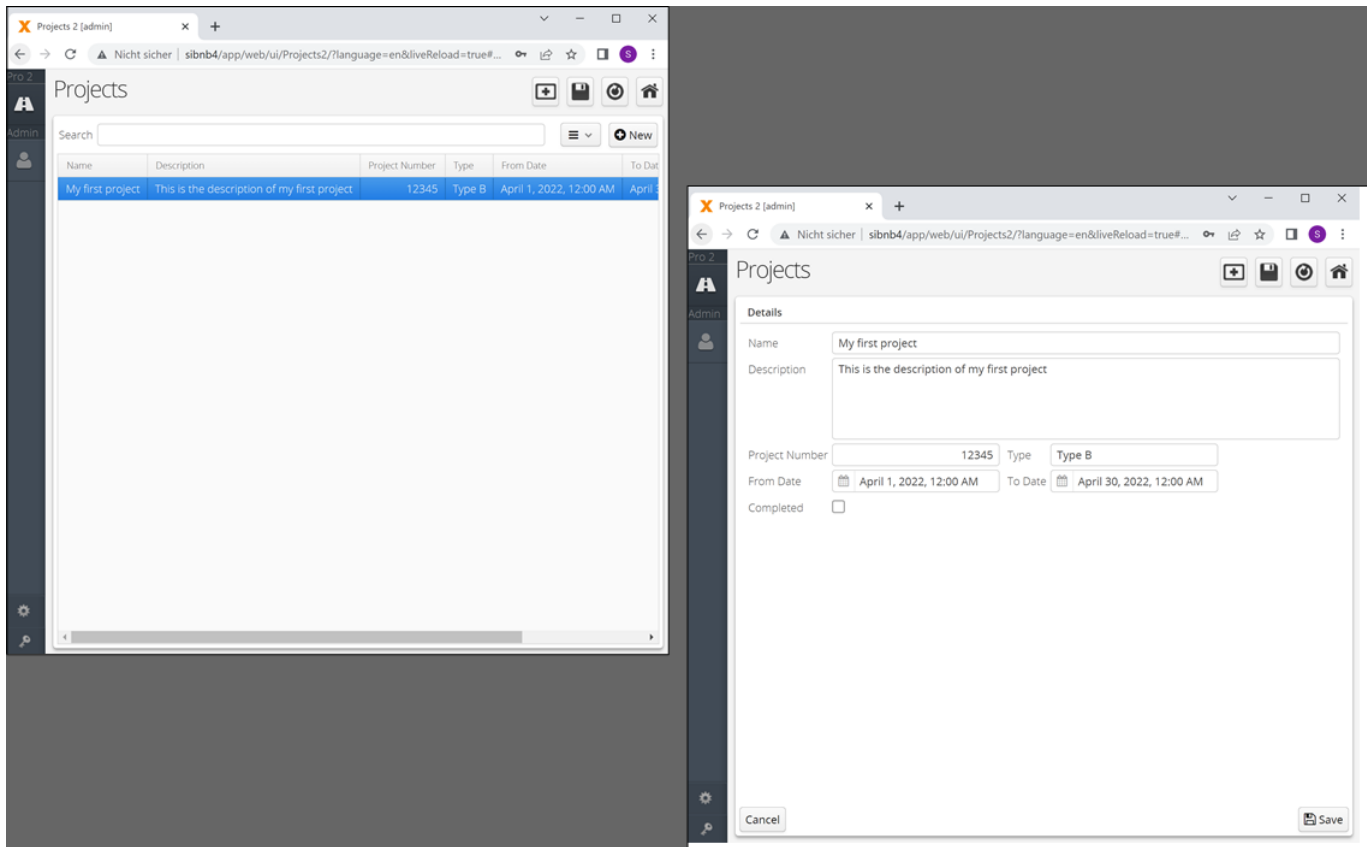 Projects 2 [admin]
Nicht sicher sibnb4/app/web/ui/Projects2/?language=en&liveReload=true#... S
Pro 2
Projects
Admin
Search New
Name Description Project Number Type From Date To Dat
My first project This is the description of my first project 12345 Type B April 1, 2022, 12:00 AM April
Projects 2 [admin]
Nicht sicher sibnb4/app/web/ui/Projects2/?language=en&liveReload=true#... S
Pro 2
Projects
Admin
Details
Name My first project
Description This is the description of my first project
Project Number 12345 Type Type B
From Date April 1, 2022, 12:00 AM To Date April 30, 2022, 12:00 AM
Completed
Cancel Save